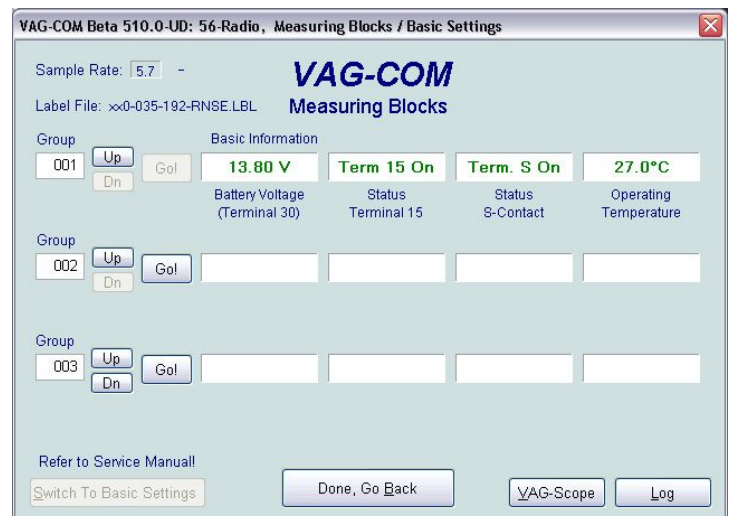 VAG-COM Beta 510.0-UD: 56-Radio, Measuring Blocks / Basic Settings
Sample Rate: 5.7 -
VAG-COM
Label File: xx0-035-192-RNSE.LBL
Measuring Blocks
Group
Basic Information
001 Up Go! 13.80 V Term 15 On Term. S On 27.0°C
Dn
Battery Voltage Status Status Operating
(Terminal 30) Terminal 15 S-Contact Temperature
Group
002 Up Go!
Dn
Group
003 Up Go!
Dn
Refer to Service Manual!
Switch To Basic Settings Done, Go Back VAG-Scope Log